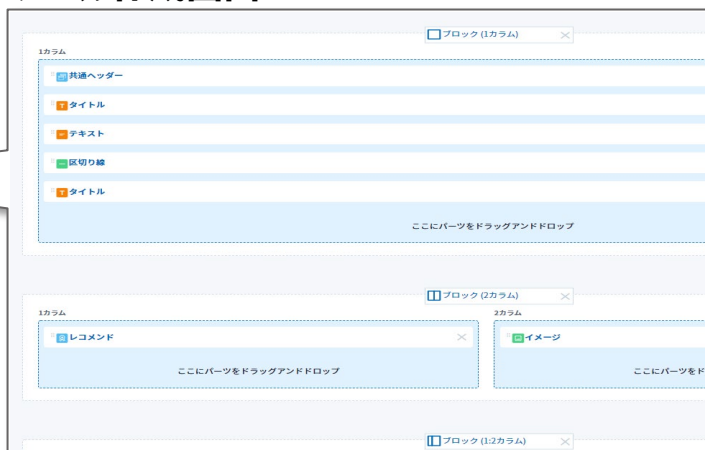 ブロック (1カラム)
1カラム
共通ヘッダー
タイトル
テキスト
区切り線
タイトル
ここにパーツをドラッグアンドドロップ
ブロック (2カラム)
1カラム
2カラム
レコメンド
イメージ
ここにパーツをドラッグアンドドロップ
ここにパーツをド
ブロック (1:2カラム)